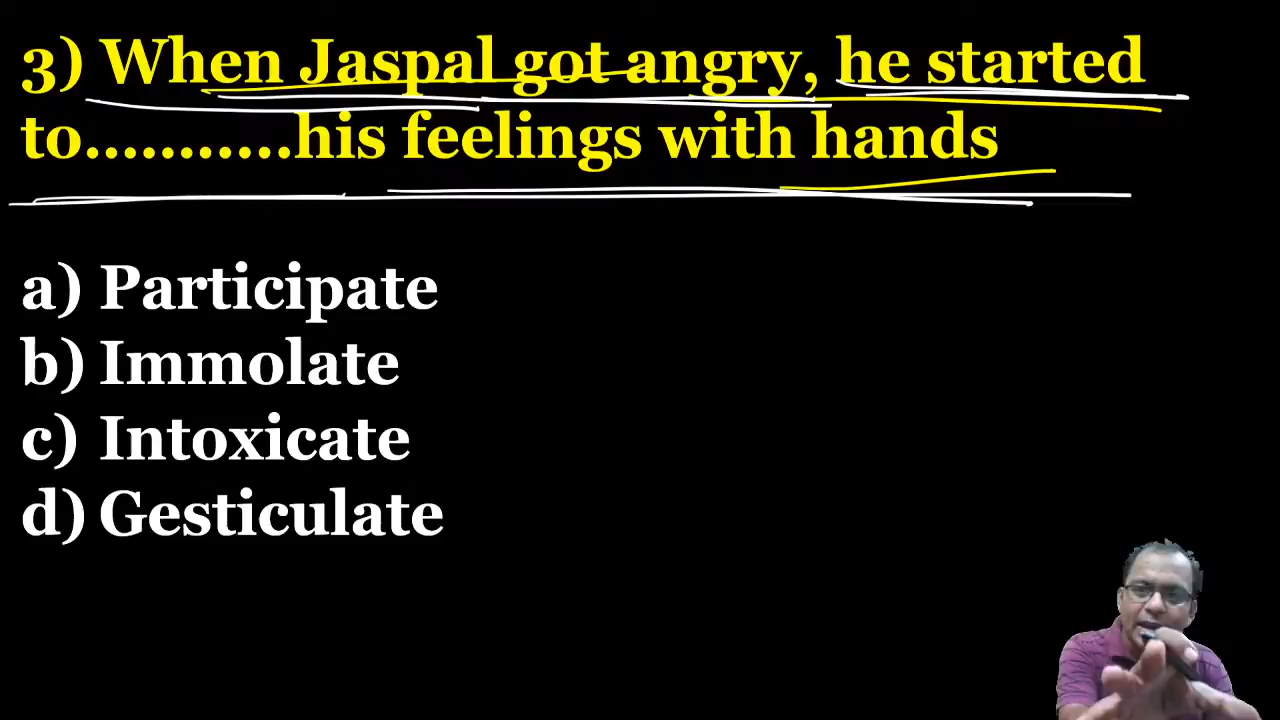 3) When Jaspal got angry, he started
to...........his feelings with hands
a) Participate
b) Immolate
c) Intoxicate
d) Gesticulate